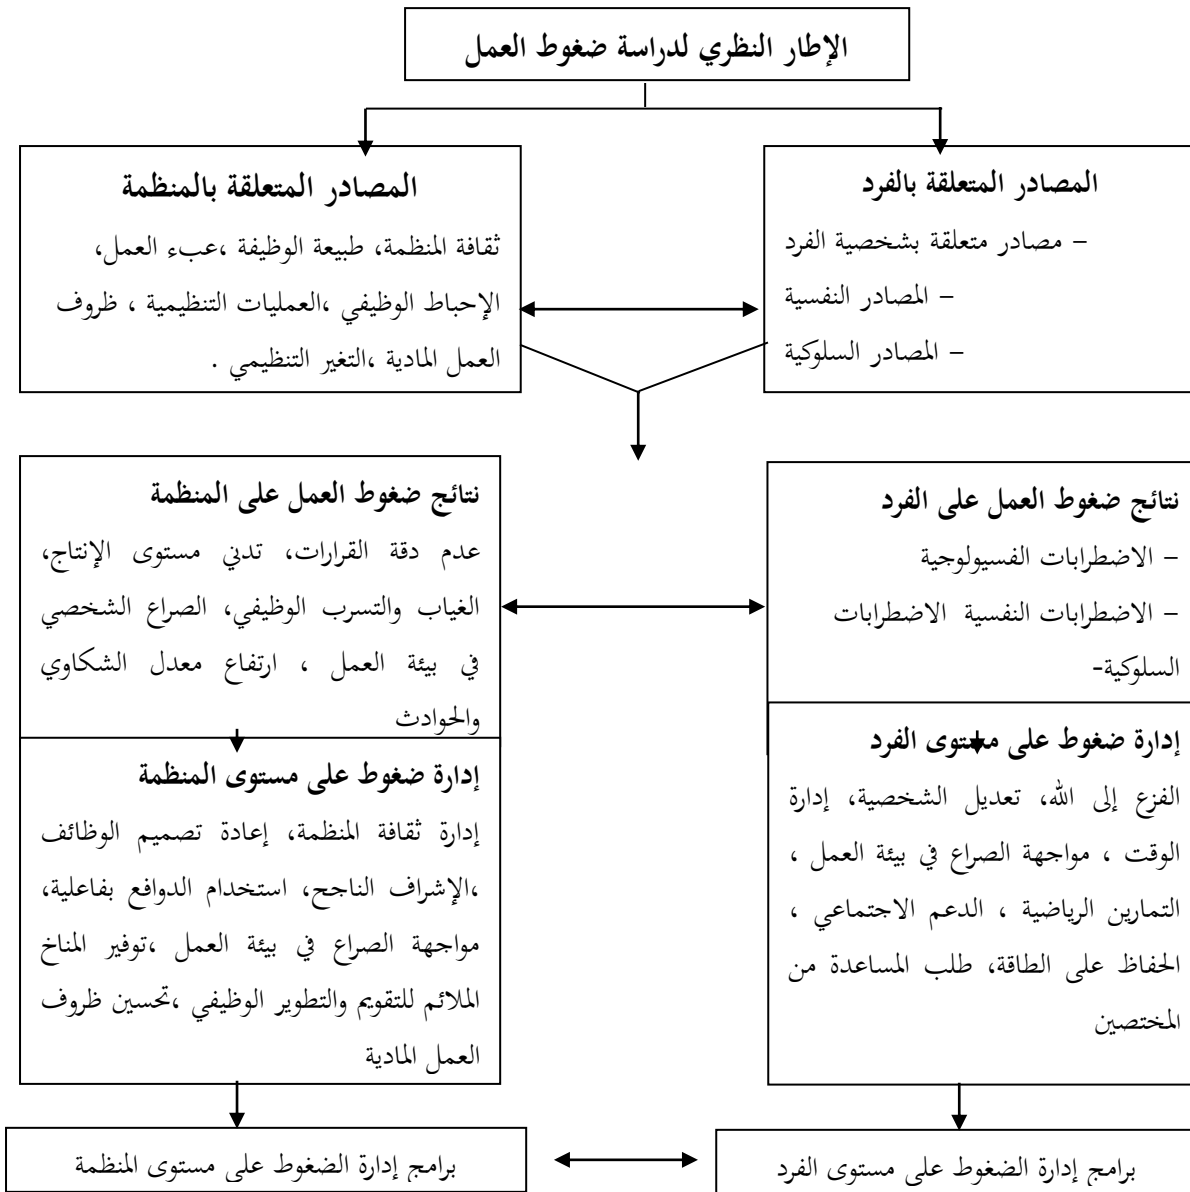 الإطار النظري لدراسة ضغوط العمل
المصادر المتعلقة بالفرد
– مصادر متعلقة بشخصية الفرد
– المصادر النفسية
– المصادر السلوكية
المصادر المتعلقة بالمنظمة
ثقافة المنظمة، طبيعة الوظيفة ،عبء العمل،
الإحباط الوظيفي ،العمليات التنظيمية ، ظروف
العمل المادية ،التغير التنظيمي .
نتائج ضغوط العمل على الفرد
– الاضطرابات الفسيولوجية
– الاضطرابات النفسية الاضطرابات
السلوكية-
نتائج ضغوط العمل على المنظمة
عدم دقة القرارات، تدني مستوى الإنتاج،
الغياب والتسرب الوظيفي، الصراع الشخصي
في بيئة العمل ، ارتفاع معدل الشكاوي
والحوادث
إدارة ضغوط على مستوى الفرد
الفزع إلى الله، تعديل الشخصية، إدارة
الوقت ، مواجهة الصراع في بيئة العمل ،
التمارين الرياضية ، الدعم الاجتماعي ،
الحفاظ على الطاقة، طلب المساعدة من
المختصين
إدارة ضغوط على مستوى المنظمة
إدارة ثقافة المنظمة، إعادة تصميم الوظائف
،الإشراف الناجح، استخدام الدوافع بفاعلية،
مواجهة الصراع في بيئة العمل ،توفير المناخ
الملائم للتقويم والتطوير الوظيفي ،تحسين ظروف
العمل المادية
برامج إدارة الضغوط على مستوى الفرد
برامج إدارة الضغوط على مستوى المنظمة